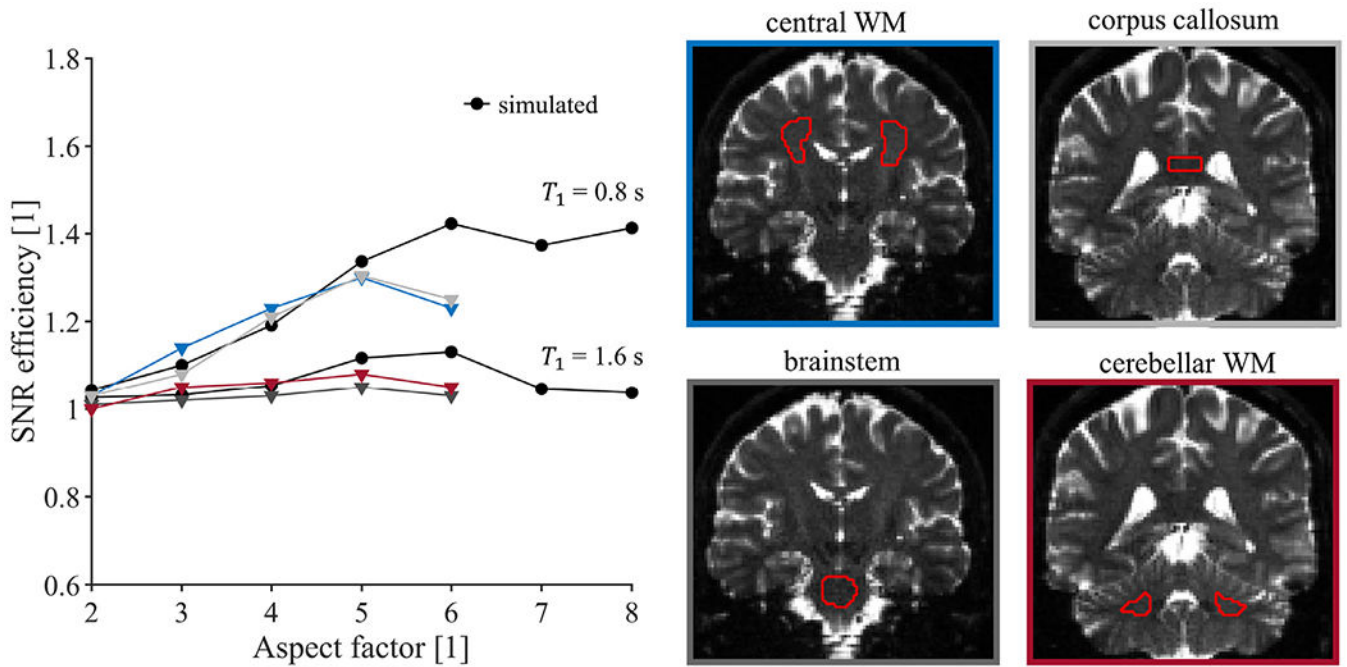 central WM
corpus callosum
1.8
simulated
1.6
T₁ = 0.8 s
1.4
1.2
T₁ = 1.6 s
1
0.8
0.6
SNR efficiency [1]
2 3 4 5 6 7 8
Aspect factor [1]
brainstem
cerebellar WM